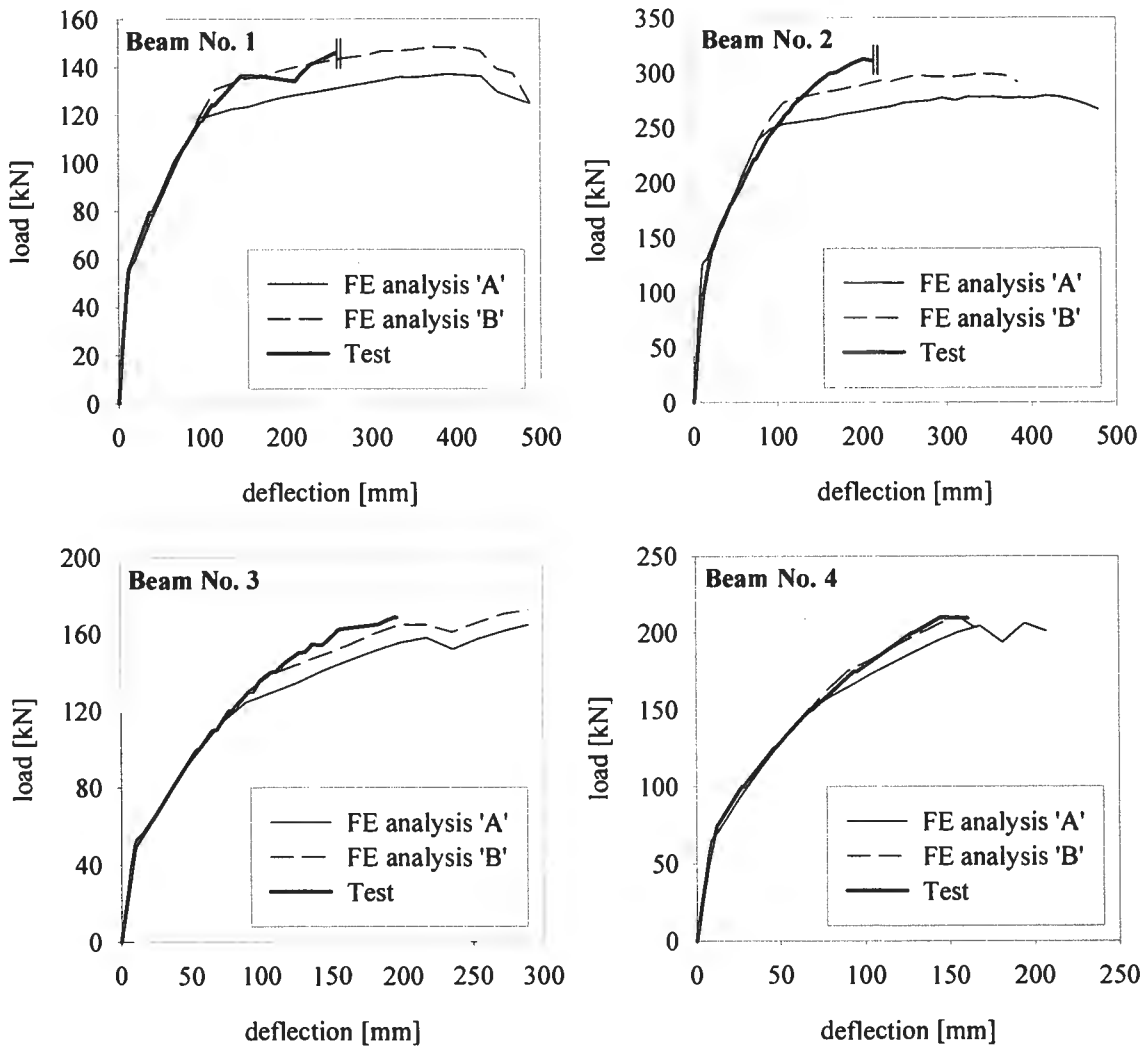 Beam No. 1
load [kN]
160
140
120
100
80
60
40
20
0
FE analysis 'A'
FE analysis 'B'
Test
0 100 200 300 400 500
deflection [mm]
Beam No. 2
load [kN]
350
300
250
200
150
100
50
0
FE analysis 'A'
FE analysis 'B'
Test
0 100 200 300 400 500
deflection [mm]
Beam No. 3
load [kN]
200
160
120
80
40
0
FE analysis 'A'
FE analysis 'B'
Test
0 50 100 150 200 250 300
deflection [mm]
Beam No. 4
load [kN]
250
200
150
100
50
0
FE analysis 'A'
FE analysis 'B'
Test
0 50 100 150 200 250
deflection [mm]